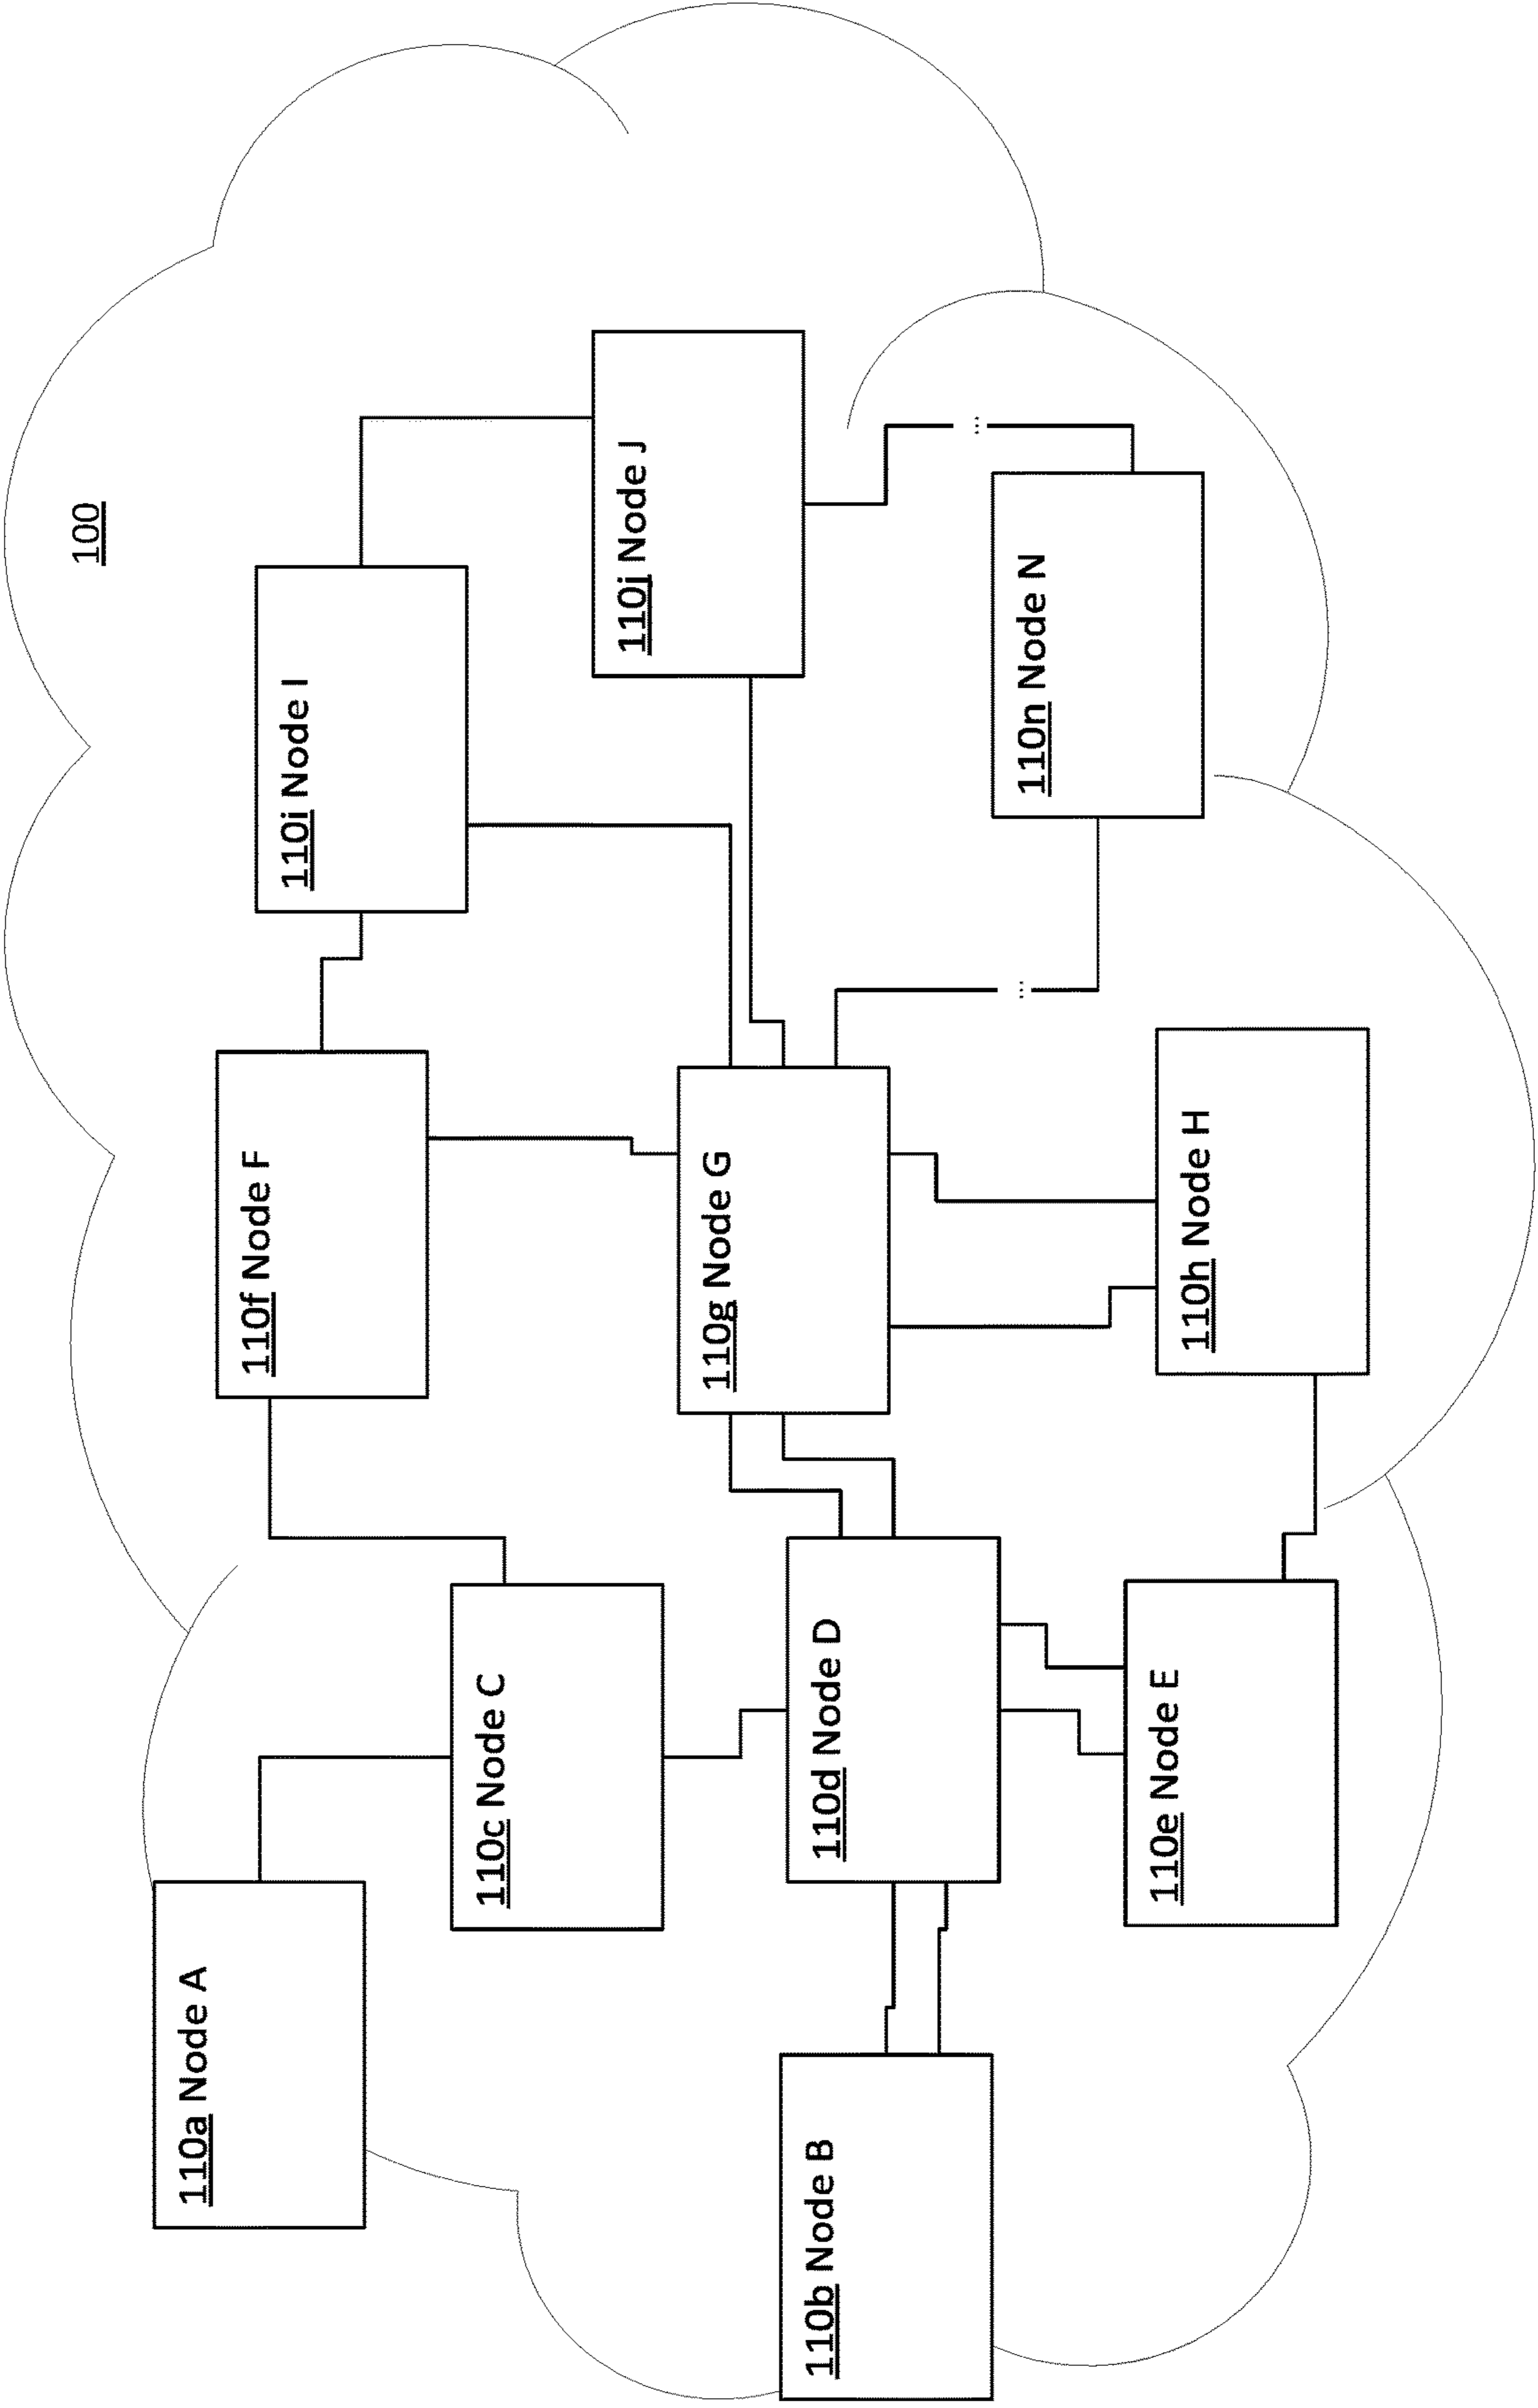 100
110a Node A
110b Node B
110c Node C
110d Node D
110e Node E
110f Node F
110g Node G
110h Node H
110i Node I
110j Node J
110n Node N
...
...